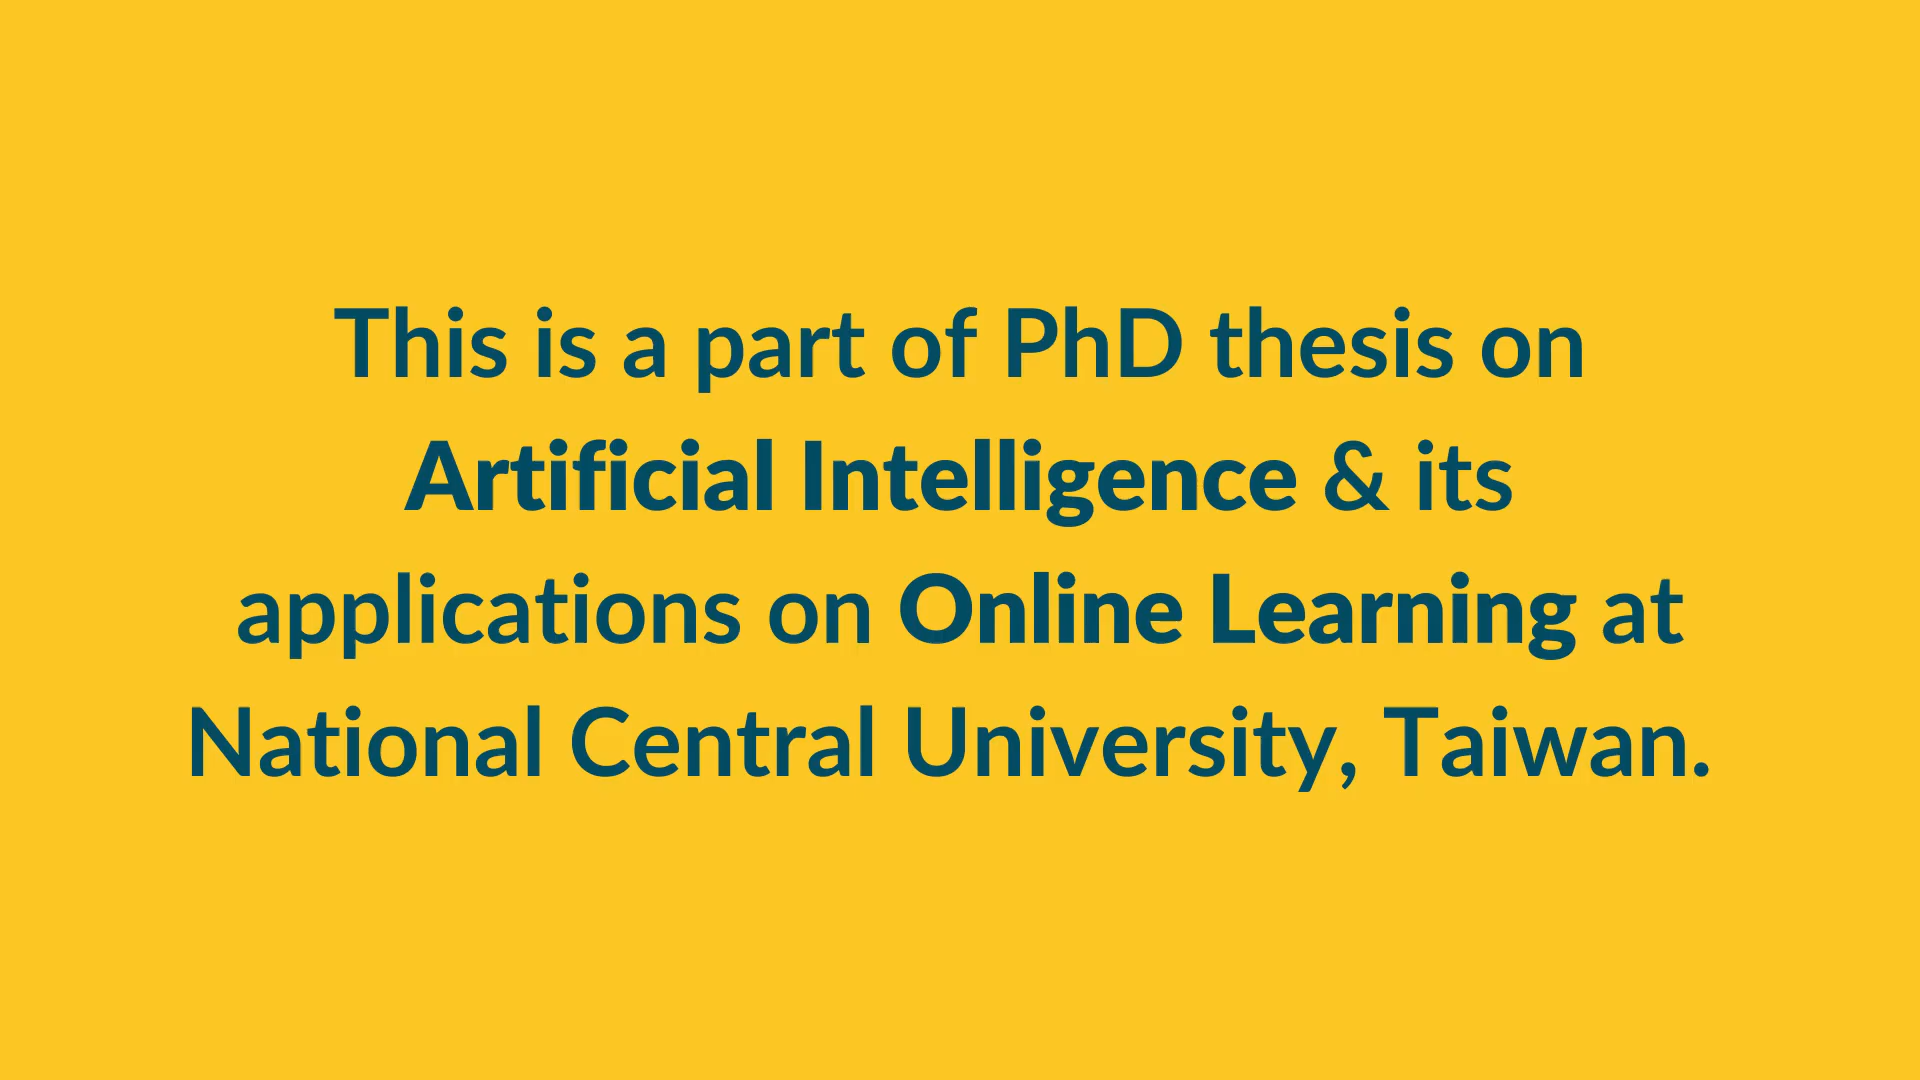 This is a part of PhD thesis on
Artificial Intelligence & its
applications on Online Learning at
National Central University, Taiwan.